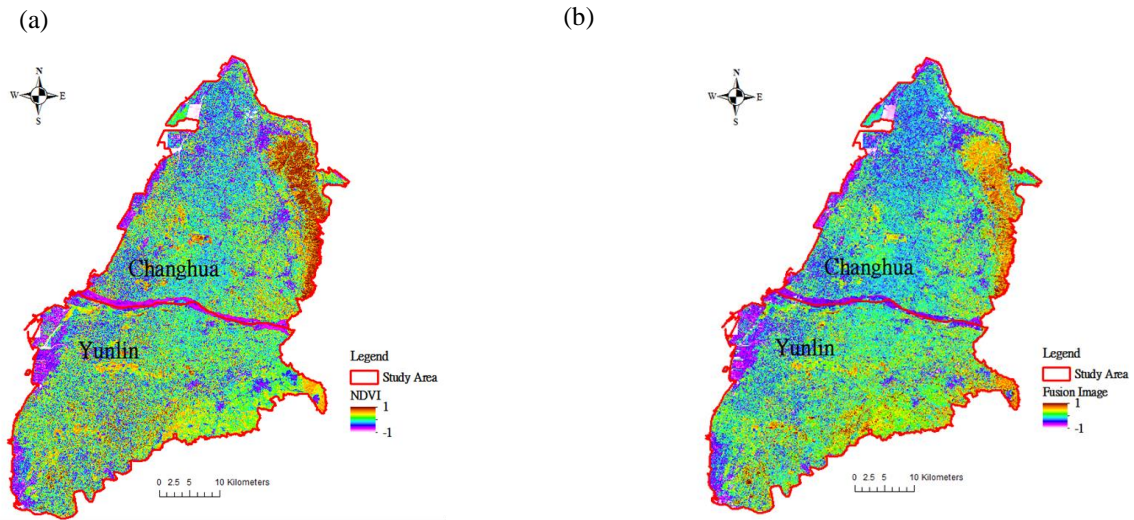 (a)
N
W E
S
Changhua
Yunlin
Legend
Study Area
NDVI
1
-1
0 2.5 5 10 Kilometers
(b)
N
W E
S
Changhua
Yunlin
Legend
Study Area
Fusion Image
1
-1
0 2.5 5 10 Kilometers